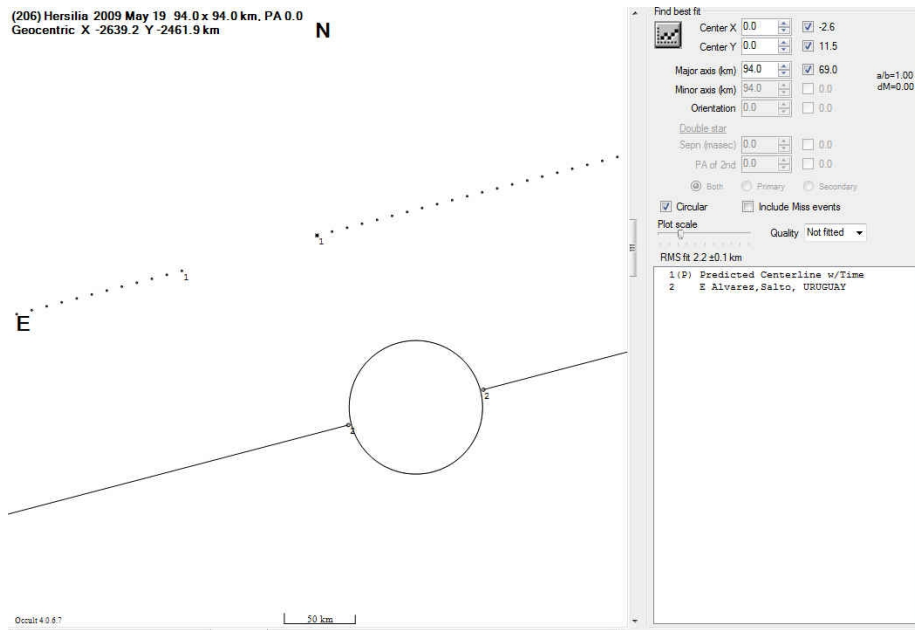 (206) Hersilia 2009 May 19 94.0 x 94.0 km, PA 0.0
Geocentric X -2639.2 Y -2461.9 km
N
1
1
E
2
2
50 km
Occult 4.0.6.7
Find best fit
Center X 0.0 -2.6
Center Y 0.0 11.5
Major axis (km) 94.0 69.0
Minor axis (km) 94.0 0.0
a/b=1.00
dM=0.00
Orientation 0.0 0.0
Double star
Sepn (masec) 0.0 0.0
PA of 2nd 0.0 0.0
Both Primary Secondary
Circular Include Miss events
Plot scale
Quality Not fitted
RMS fit 2.2 ±0.1 km
1(P) Predicted Centerline w/Time
2 E Alvarez,Salto, URUGUAY